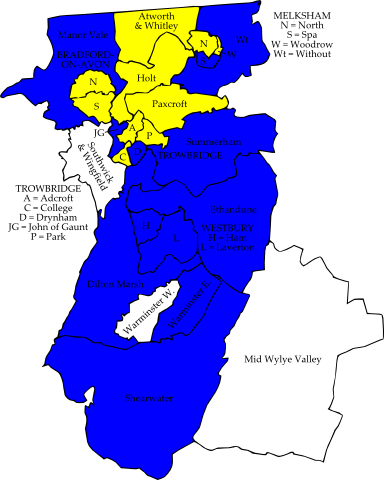 Atworth
& Whitley
MELKSHAM
N = North
S = Spa
W = Woodrow
Wt = Without
Manor Vale
Wt
N
W
S
BRADFORD-
ON-AVON
N
Holt
S
Paxcroft
JG
A
P
Summerham
C
D
TROWBRIDGE
Southwick
& Wingfield
TROWBRIDGE
A = Adcroft
C = College
D = Drynham
JG = John of Gaunt
P = Park
Ethandune
H
WESTBURY
H = Ham
L
L = Laverton
Dilton Marsh
Warminster W.
Warminster E.
Mid Wylye Valley
Shearwater